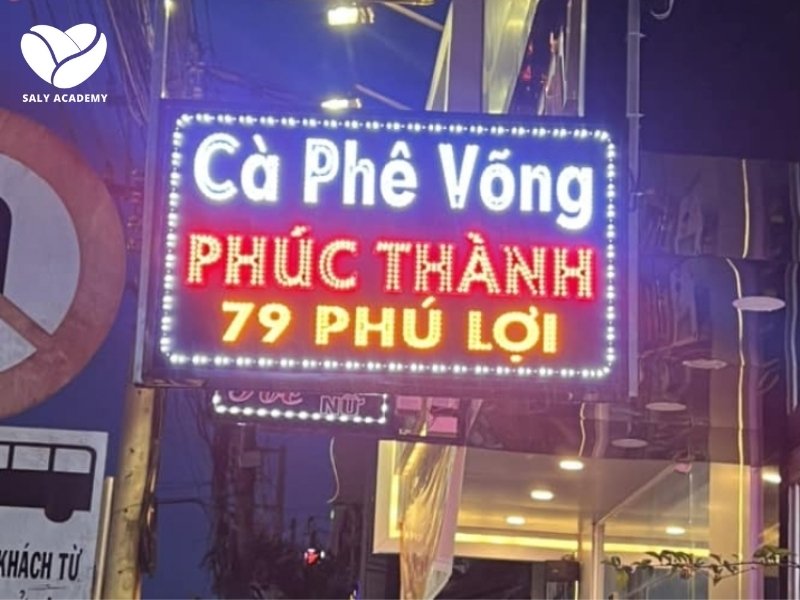 SALY ACADEMY
Cà Phê Võng
PHÚC THÀNH
79 PHÚ LỢI
NỮ
KHÁCH TỪ